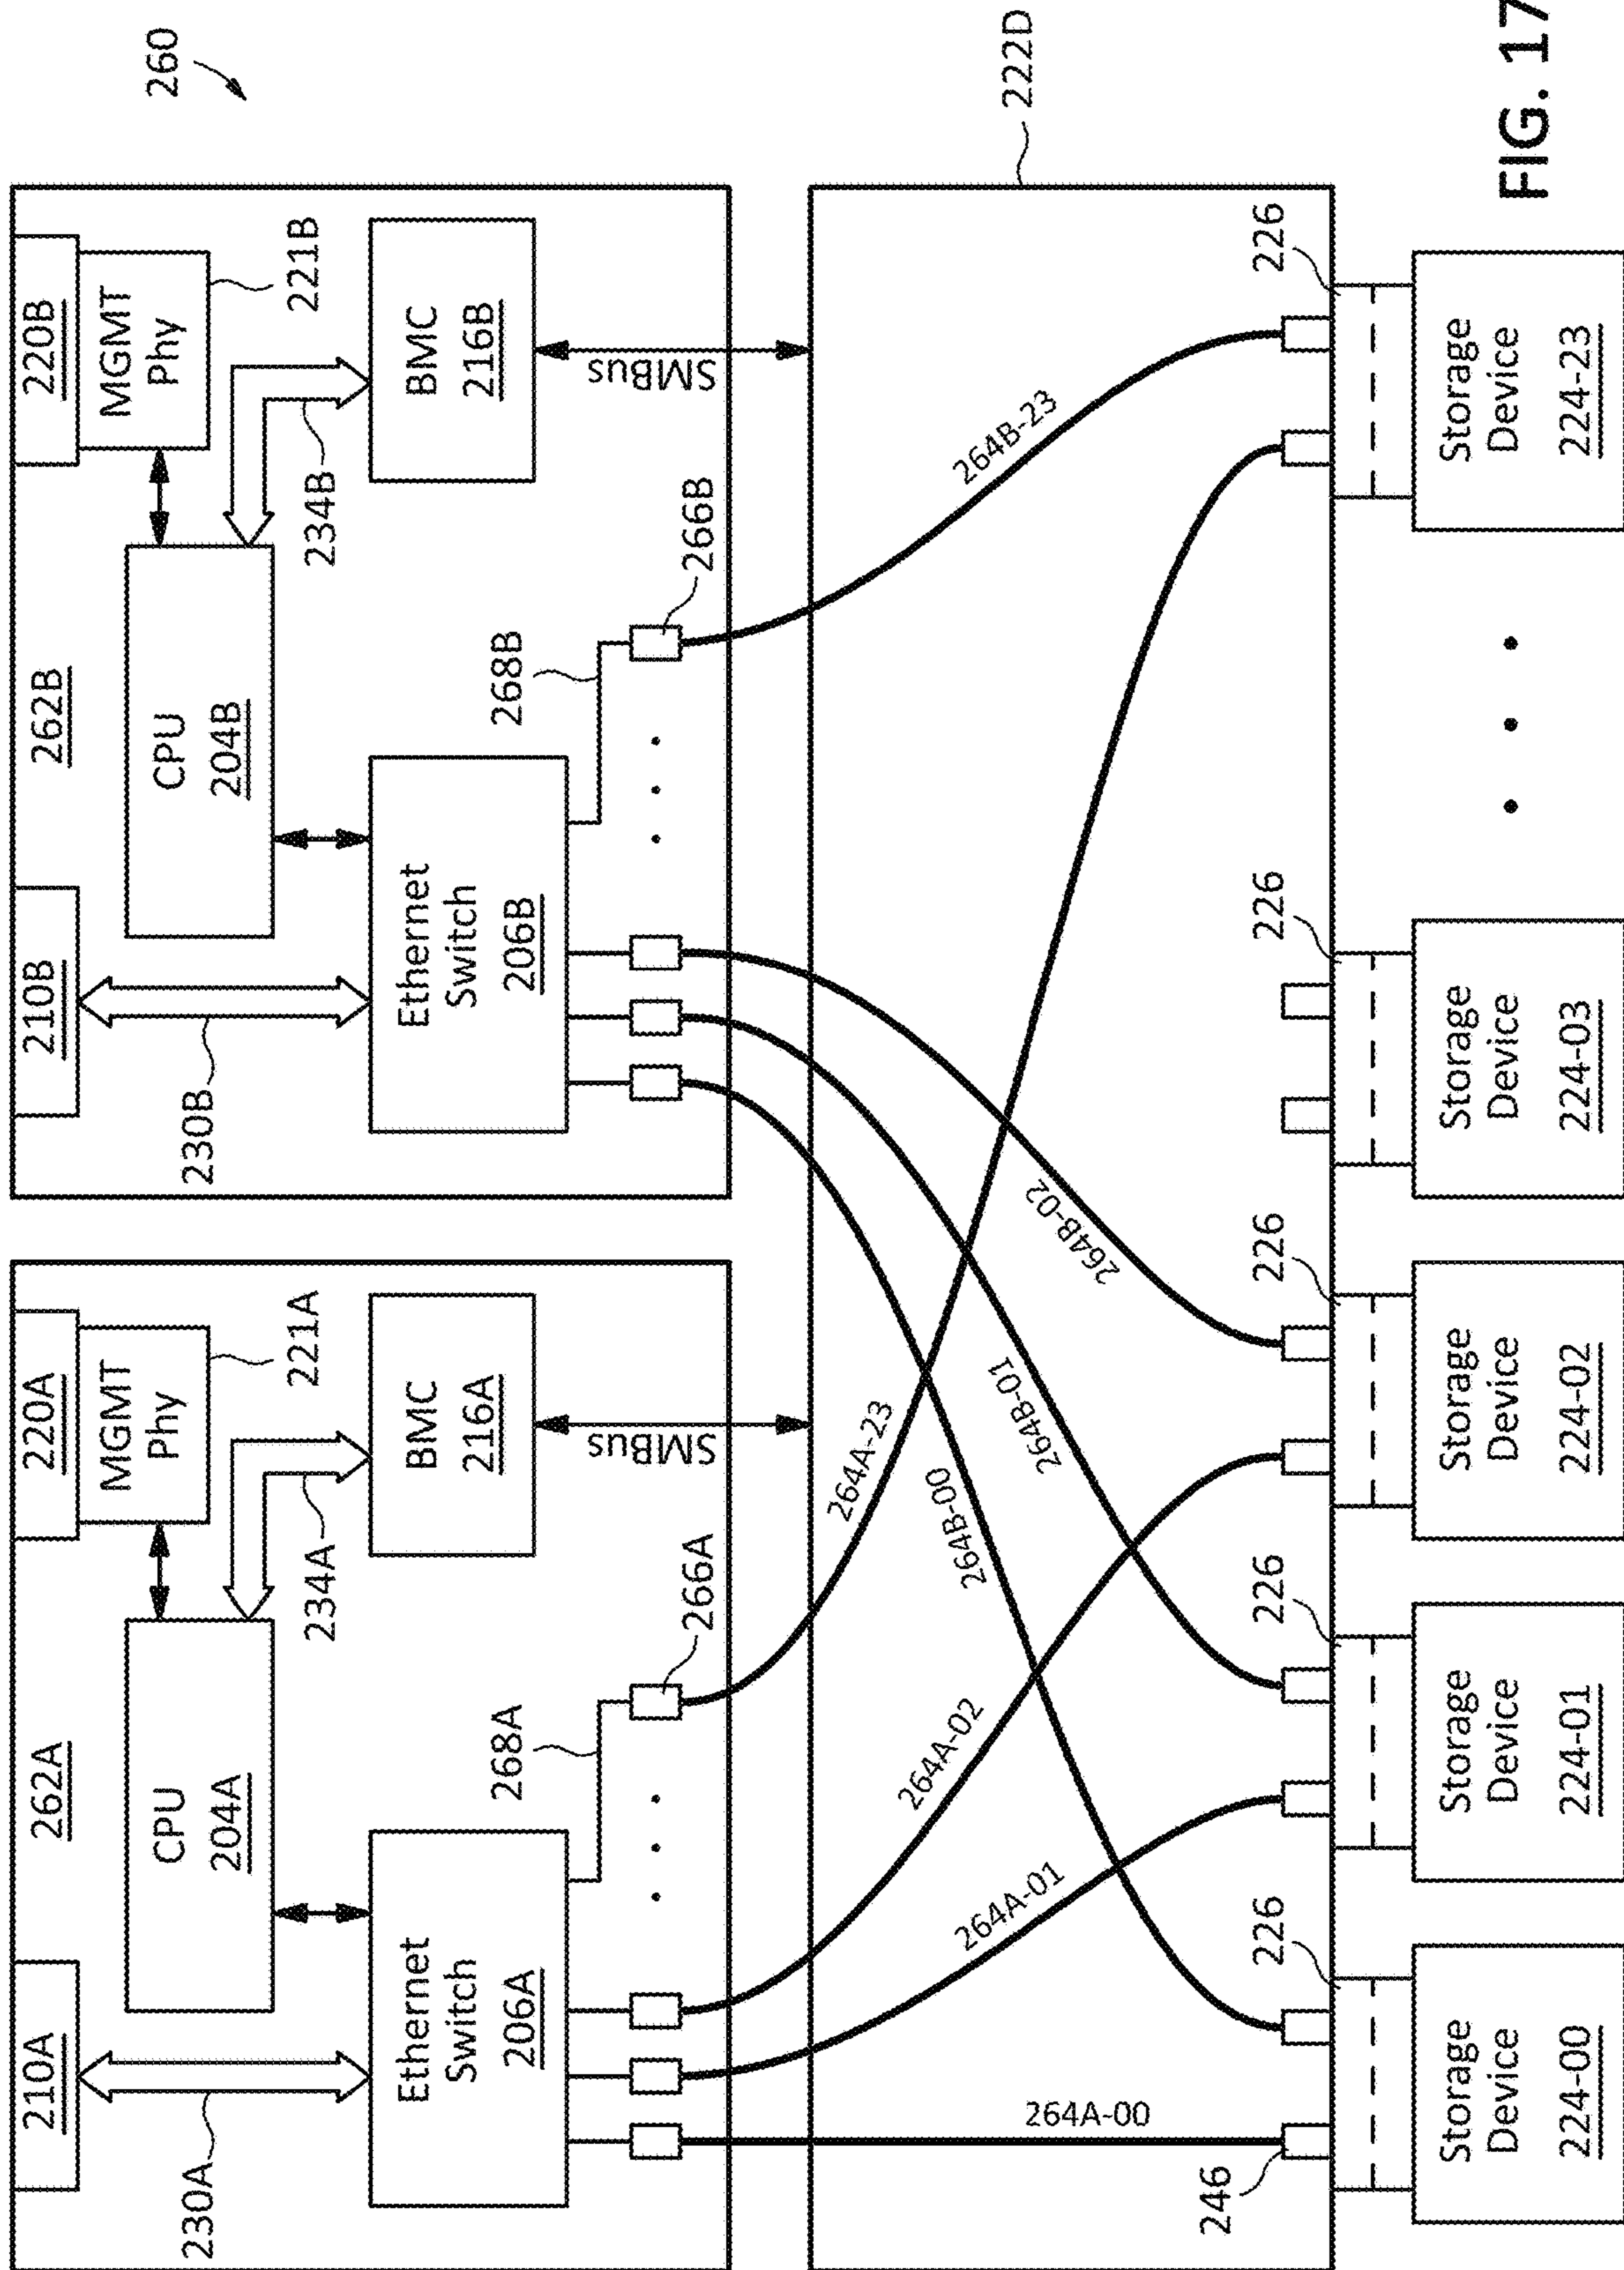 260
262A
262B
210A
220A
210B
220B
MGMT
Phy
MGMT
Phy
221A
221B
CPU
204A
CPU
204B
230A
234A
230B
234B
Ethernet
Switch
206A
BMC
216A
Ethernet
Switch
206B
BMC
216B
268A
268B
SMBus
SMBus
266A
266B
222D
264A-00
264A-01
264A-02
264A-23
264B-00
264B-01
264B-02
264B-23
246
226
226
226
226
226
Storage
Device
224-00
Storage
Device
224-01
Storage
Device
224-02
Storage
Device
224-03
Storage
Device
224-23
FIG. 17